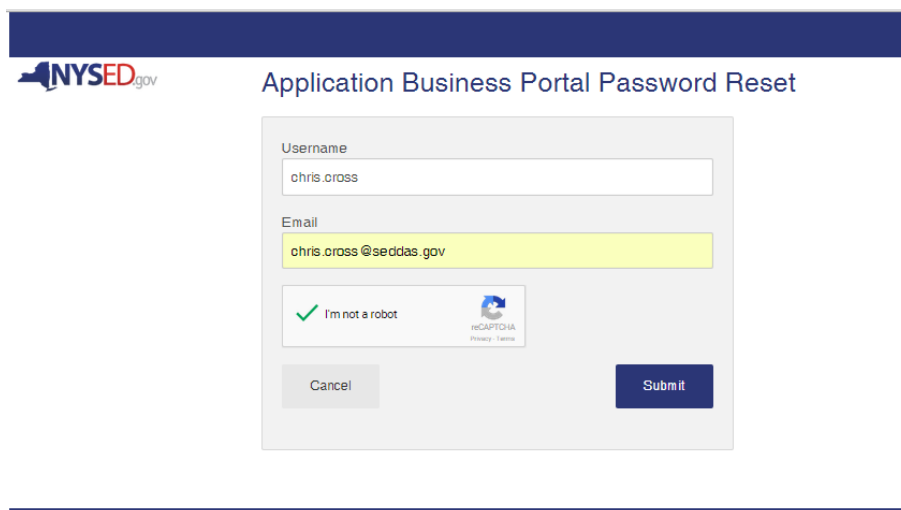 NYSED.gov
Application Business Portal Password Reset
Username
chris.cross
Email
chris.cross@seddas.gov
I'm not a robot
reCAPTCHA
Privacy - Terms
Cancel
Submit